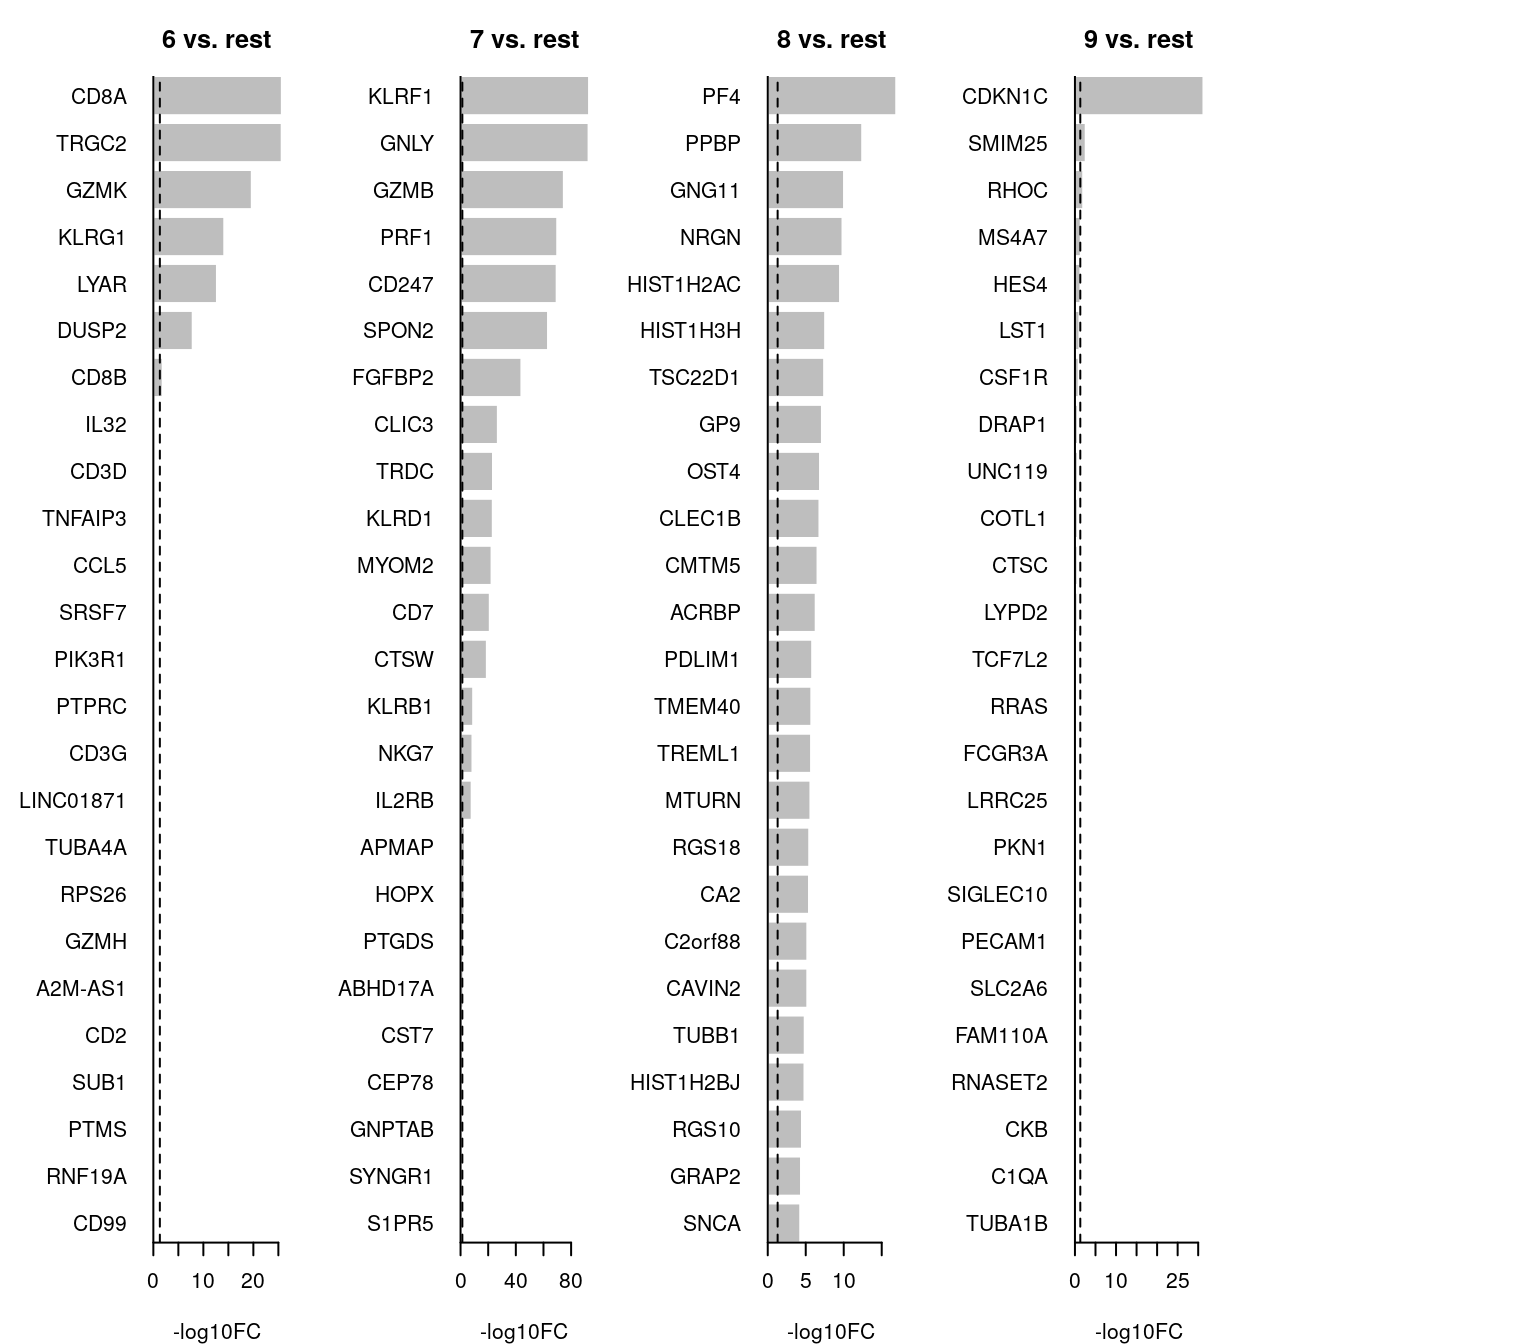 6 vs. rest
CD8A
TRGC2
GZMK
KLRG1
LYAR
DUSP2
CD8B
IL32
CD3D
TNFAIP3
CCL5
SRSF7
PIK3R1
PTPRC
CD3G
LINC01871
TUBA4A
RPS26
GZMH
A2M-AS1
CD2
SUB1
PTMS
RNF19A
CD99
0 10 20
-log10FC
7 vs. rest
KLRF1
GNLY
GZMB
PRF1
CD247
SPON2
FGFBP2
CLIC3
TRDC
KLRD1
MYOM2
CD7
CTSW
KLRB1
NKG7
IL2RB
APMAP
HOPX
PTGDS
ABHD17A
CST7
CEP78
GNPTAB
SYNGR1
S1PR5
0 40 80
-log10FC
8 vs. rest
PF4
PPBP
GNG11
NRGN
HIST1H2AC
HIST1H3H
TSC22D1
GP9
OST4
CLEC1B
CMTM5
ACRBP
PDLIM1
TMEM40
TREML1
MTURN
RGS18
CA2
C2orf88
CAVIN2
TUBB1
HIST1H2BJ
RGS10
GRAP2
SNCA
0 5 10
-log10FC
9 vs. rest
CDKN1C
SMIM25
RHOC
MS4A7
HES4
LST1
CSF1R
DRAP1
UNC119
COTL1
CTSC
LYPD2
TCF7L2
RRAS
FCGR3A
LRRC25
PKN1
SIGLEC10
PECAM1
SLC2A6
FAM110A
RNASET2
CKB
C1QA
TUBA1B
0 10 25
-log10FC